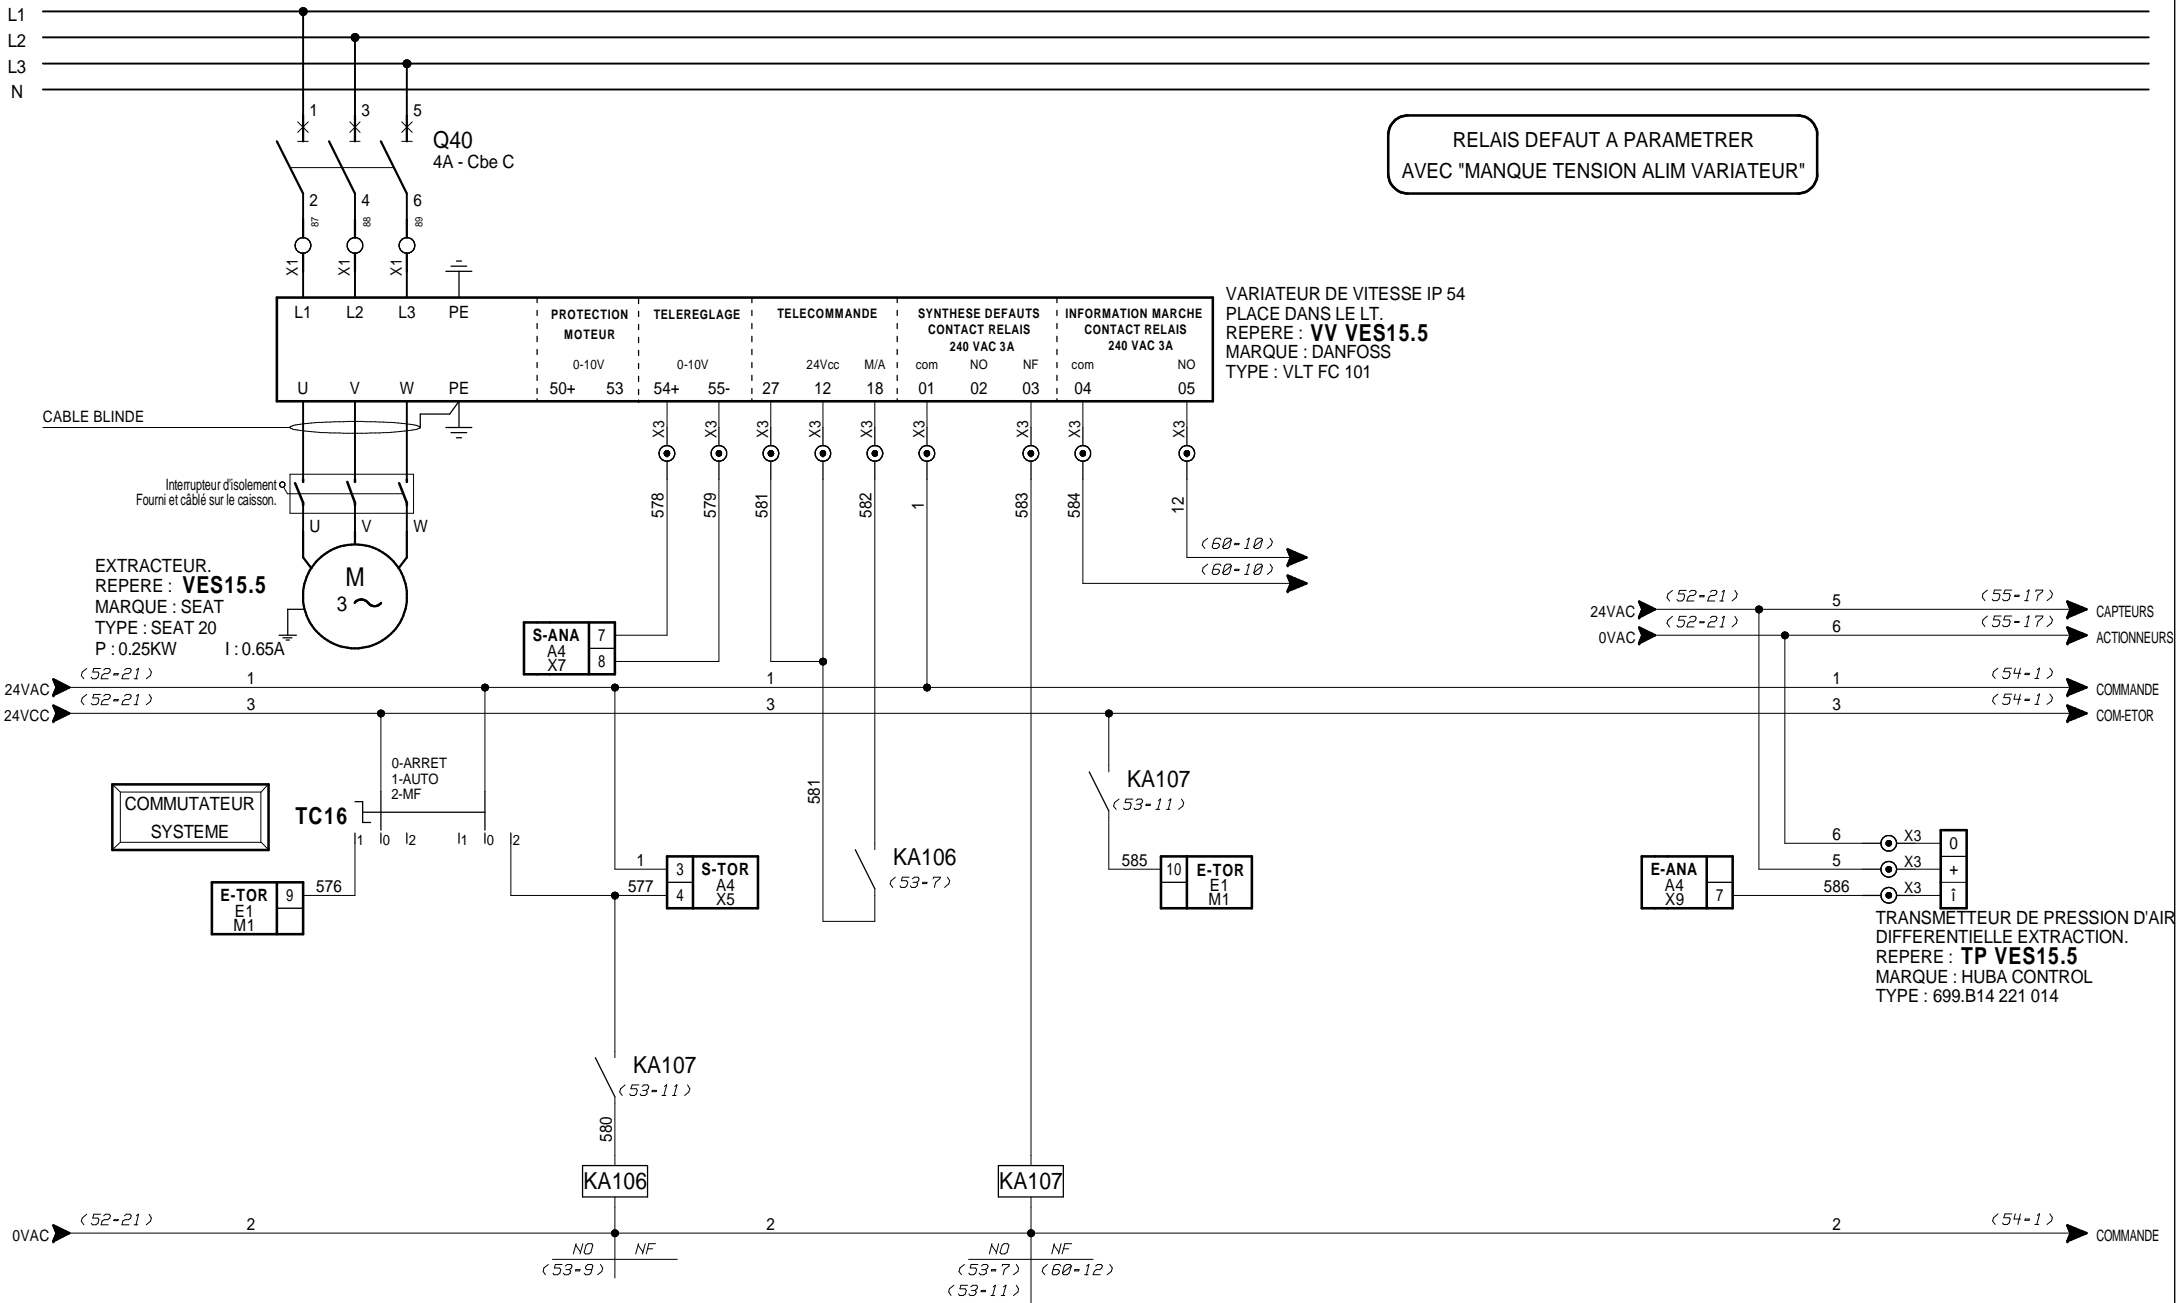 L1
L2
L3
N
1 3 5
Q40
4A - Cbe C
2 4 6
87 88 89
X1 X1 X1
RELAIS DEFAUT A PARAMETRER
AVEC "MANQUE TENSION ALIM VARIATEUR"
L1 L2 L3 PE
PROTECTION
MOTEUR
0-10V
50+ 53
TELEREGLAGE
0-10V
54+ 55-
TELECOMMANDE
24Vcc M/A
27 12 18
SYNTHESE DEFAUTS
CONTACT RELAIS
240 VAC 3A
com NO NF
01 02 03
INFORMATION MARCHE
CONTACT RELAIS
240 VAC 3A
com NO
04 05
U V W PE
VARIATEUR DE VITESSE IP 54
PLACE DANS LE LT.
REPERE : VV VES15.5
MARQUE : DANFOSS
TYPE : VLT FC 101
CABLE BLINDE
X3 X3 X3 X3 X3 X3 X3 X3 X3
578 579 581 582 1 583 584 12
Interrupteur d'isolement
Fourni et câblé sur le caisson.
U V W
M
3
EXTRACTEUR.
REPERE : VES15.5
MARQUE : SEAT
TYPE : SEAT 20
P : 0.25KW I : 0.65A
(60-10)
(60-10)
S-ANA 7
A4
X7 8
24VAC (52-21) 5 (55-17) CAPTEURS
0VAC (52-21) 6 (55-17) ACTIONNEURS
24VAC (52-21) 1 1 1 (54-1) COMMANDE
24VCC (52-21) 3 3 3 (54-1) COM-ETOR
0-ARRET
1-AUTO
2-MF
COMMUTATEUR
SYSTEME
TC16
1 0 2 1 0 2
E-TOR 9
E1
M1
576
1
577
3 S-TOR
4 A4
X5
581
KA106
(53-7)
KA107
(53-11)
585
10 E-TOR
E1
M1
E-ANA
A4
X9 7
6 X3 0
5 X3 +
586 X3 î
TRANSMETTEUR DE PRESSION D'AIR
DIFFERENTIELLE EXTRACTION.
REPERE : TP VES15.5
MARQUE : HUBA CONTROL
TYPE : 699.B14 221 014
KA107
(53-11)
580
KA106
KA107
0VAC (52-21) 2 2 2 (54-1) COMMANDE
NO NF
(53-9)
NO NF
(53-7) (60-12)
(53-11)